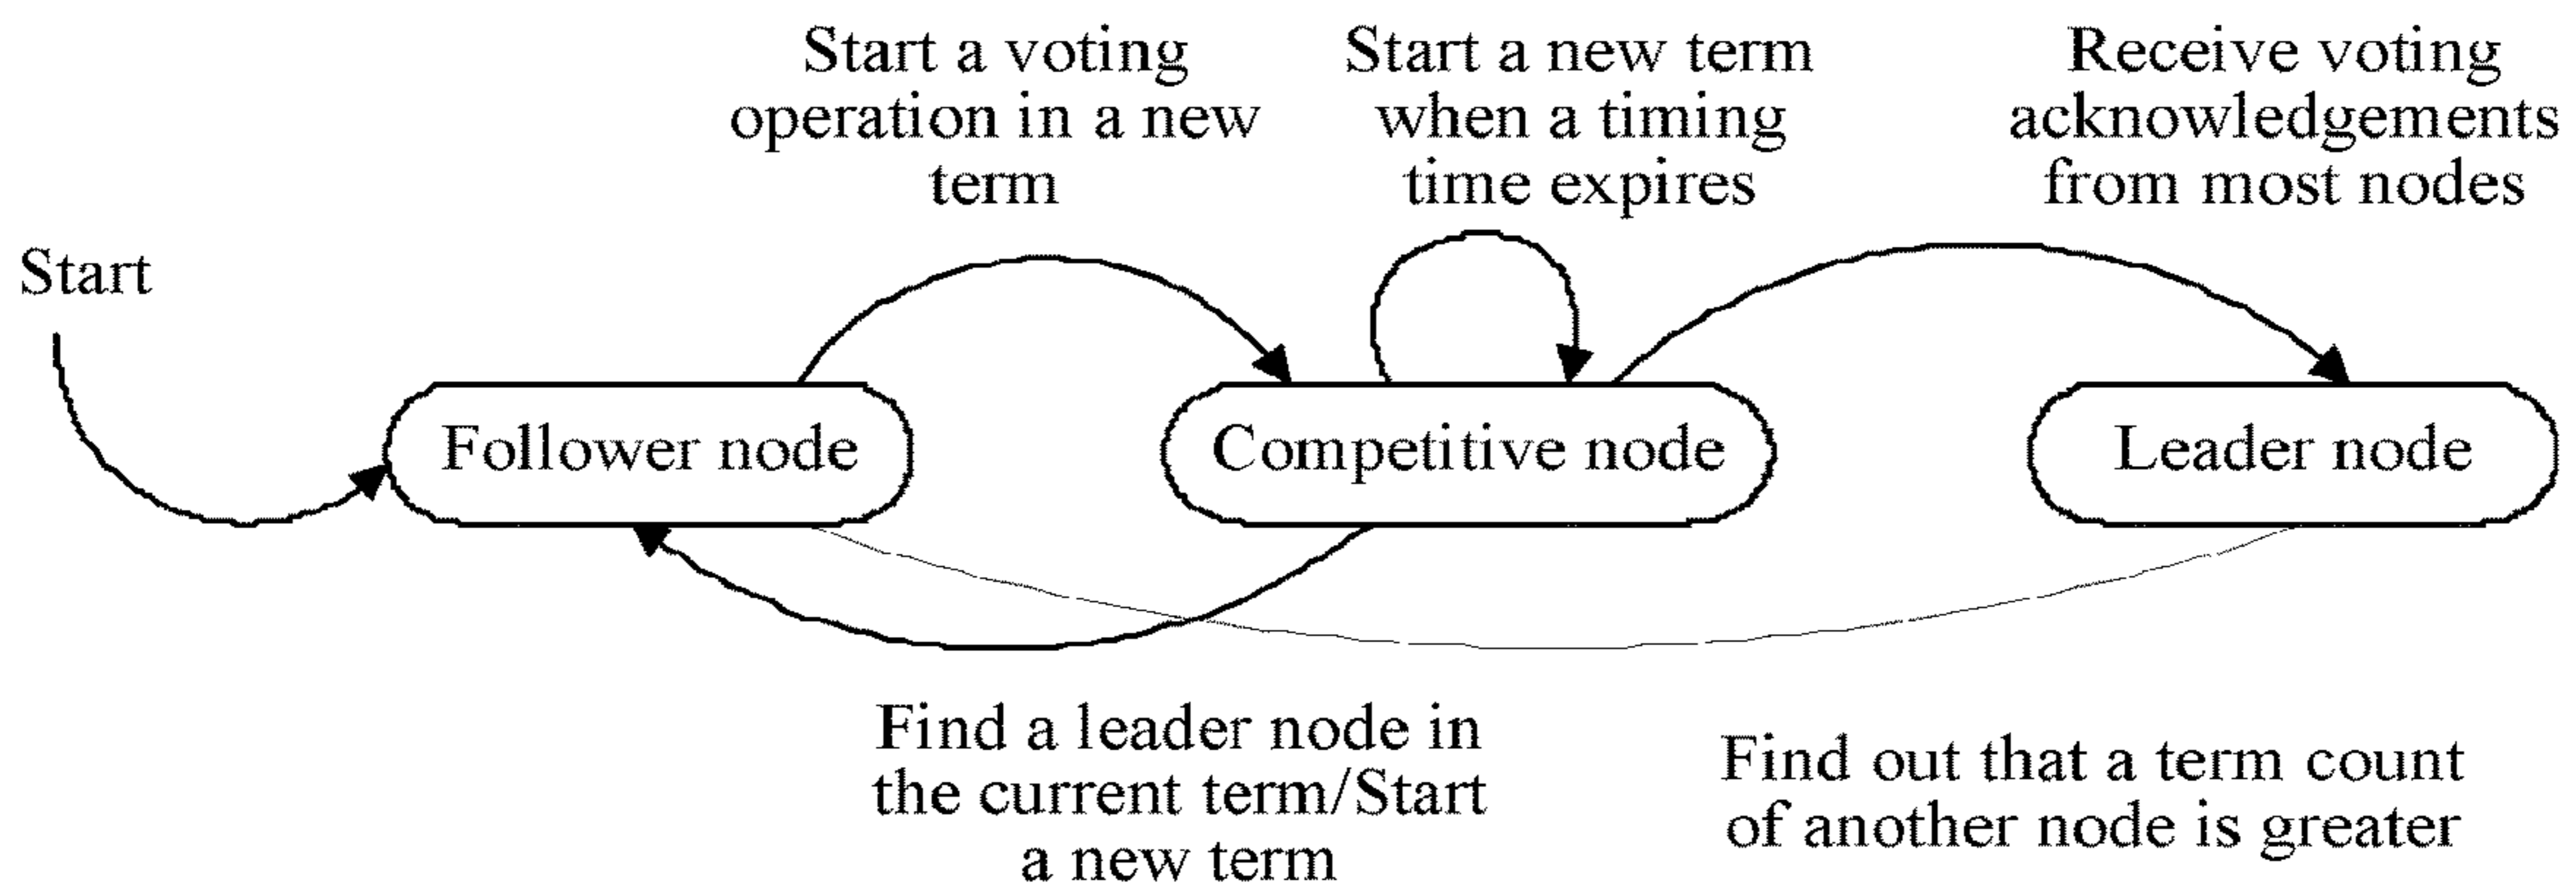 Start a voting
operation in a new
term
Start a new term
when a timing
time expires
Receive voting
acknowledgements
from most nodes
Start
Follower node
Competitive node
Leader node
Find a leader node in
the current term/Start
a new term
Find out that a term count
of another node is greater